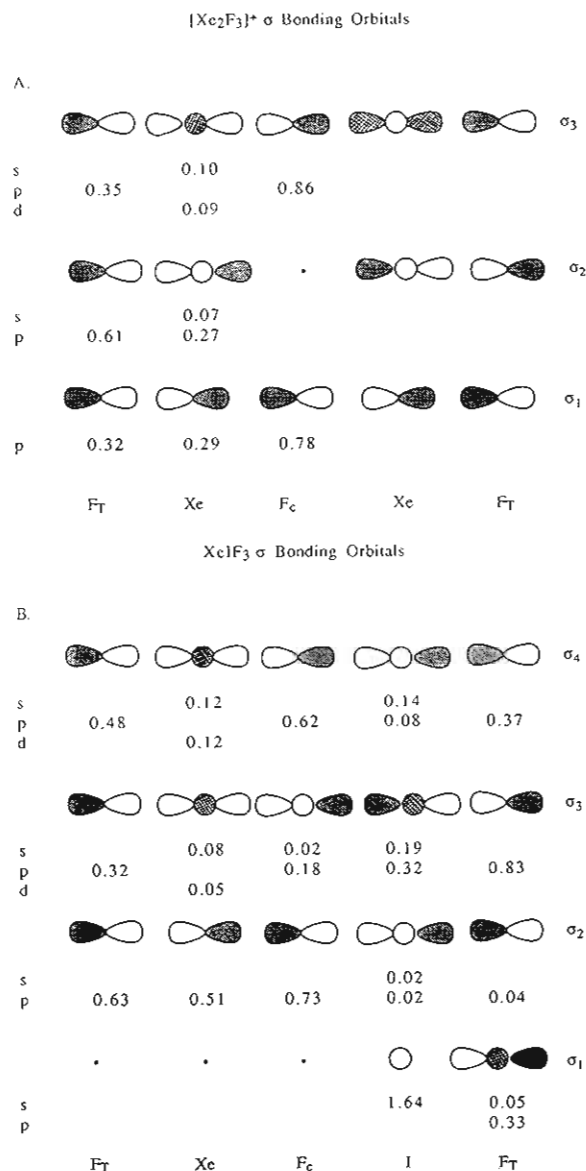 [Xe2F3]+ σ Bonding Orbitals
A.
σ3
s 0.10
p 0.35 0.86
d 0.09
σ2
s 0.07
p 0.61 0.27
σ1
p 0.32 0.29 0.78
FT Xe Fc Xe FT
XeIF3 σ Bonding Orbitals
B.
σ4
s 0.12 0.14
p 0.48 0.62 0.08 0.37
d 0.12
σ3
s 0.08 0.02 0.19
p 0.32 0.18 0.32 0.83
d 0.05
σ2
s 0.02
p 0.63 0.51 0.73 0.02 0.04
σ1
s 1.64 0.05
p 0.33
FT Xe Fc I FT